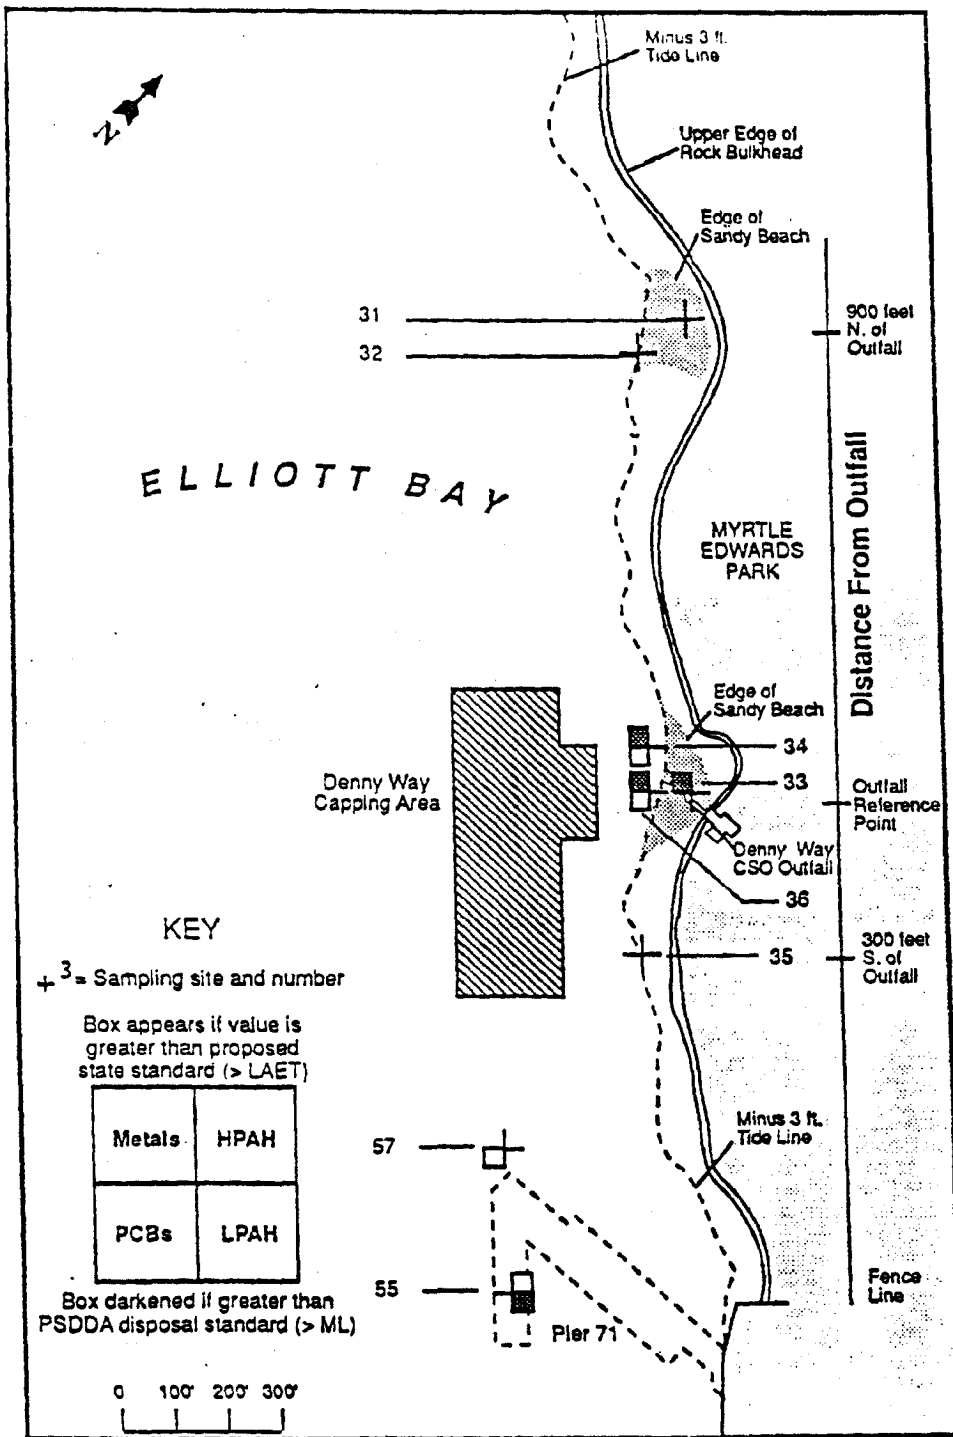 Minus 3 ft.
Tide Line
N
Upper Edge of
Rock Bulkhead
Edge of
Sandy Beach
31
32
900 feet
N. of
Outfall
ELLIOTT BAY
MYRTLE
EDWARDS
PARK
Distance From Outfall
Edge of
Sandy Beach
34
33
Denny Way
Capping Area
Outfall
Reference
Point
Denny Way
CSO Outfall
36
35
300 feet
S. of
Outfall
KEY
+ 3 = Sampling site and number
Box appears if value is
greater than proposed
state standard (> LAET)
Metals HPAH
PCBs LPAH
Box darkened if greater than
PSDDA disposal standard (> ML)
57
Minus 3 ft.
Tide Line
55
Pier 71
Fence
Line
0 100' 200' 300'